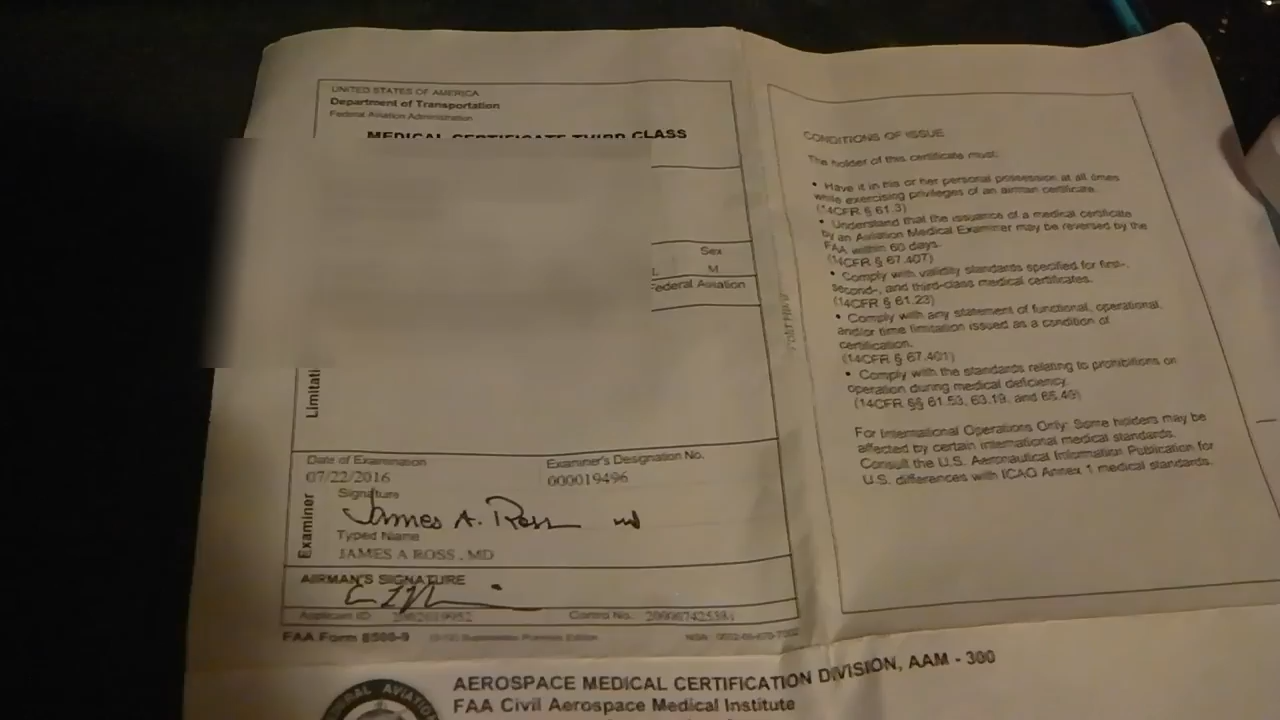 UNITED STATES OF AMERICA
Department of Transportation
Federal Aviation Administration
MEDICAL CERTIFICATE THIRD CLASS
Sex
M
Federal Aviation
Date of Examination
07/22/2016
Examiner's Designation No.
000019496
Examiner
Signature
James A. Ross MD
Typed Name
JAMES A ROSS, MD
AIRMAN'S SIGNATURE
Applicant ID
Control No.
FAA Form 8500-9
NSN:
CONDITIONS OF ISSUE
The holder of this certificate must:
• Have it in his or her personal possession at all times
while exercising privileges of an airman certificate.
(14CFR § 61.3)
• Understand that the issuance of a medical certificate
by an Aviation Medical Examiner may be reversed by the
FAA within 60 days.
(14CFR § 67.407)
• Comply with validity standards specified for first-,
second-, and third-class medical certificates.
(14CFR § 61.23)
• Comply with any statement of functional, operational,
and/or time limitation issued as a condition of
certification.
(14CFR § 67.401)
• Comply with the standards relating to prohibitions on
operation during medical deficiency.
(14CFR §§ 61.53, 63.19, and 65.49)
For International Operations Only: Some holders may be
affected by certain international medical standards.
Consult the U.S. Aeronautical Information Publication for
U.S. differences with ICAO Annex 1 medical standards.
AEROSPACE MEDICAL CERTIFICATION DIVISION, AAM - 300
FAA Civil Aerospace Medical Institute